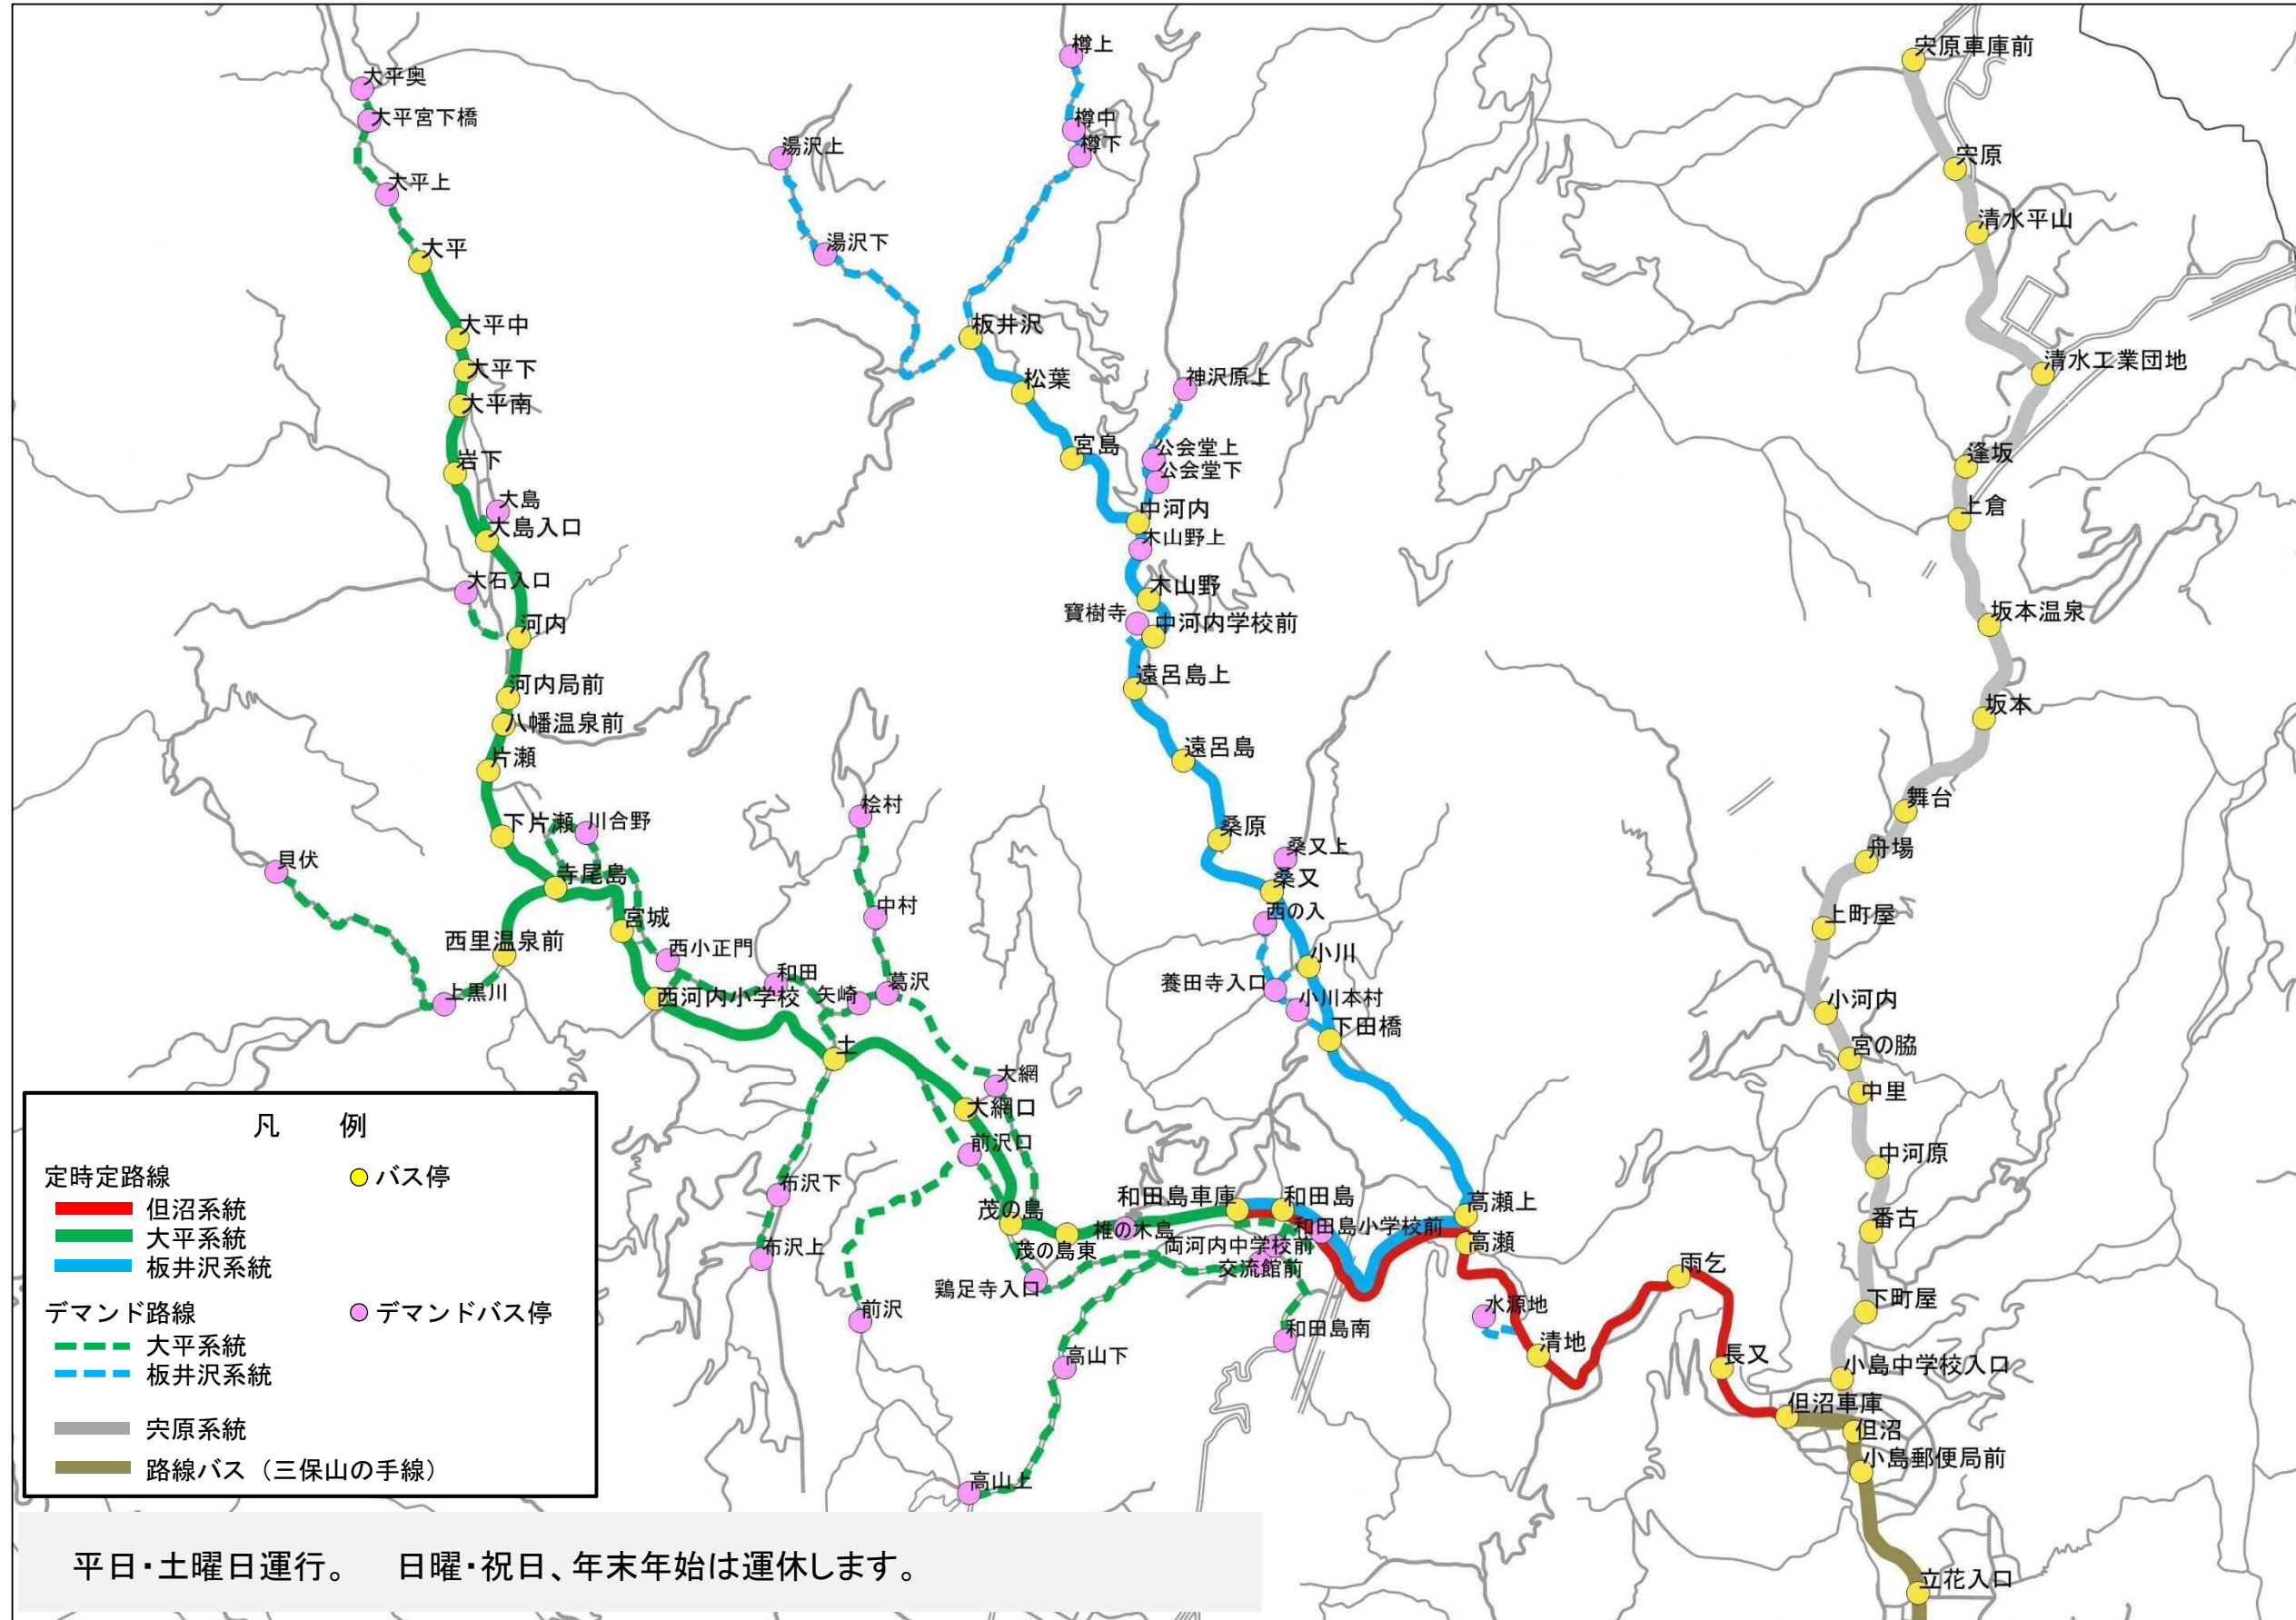 樽上
宍原車庫前
大平奥
大平宮下橋
樽中
樽下
湯沢上
宍原
大平上
清水平山
大平
湯沢下
大平中
板井沢
清水工業団地
大平下
松葉
神沢原上
大平南
宮島
公会堂上
公会堂下
逢坂
岩下
大島
中河内
上倉
大島入口
木山野上
大石入口
木山野
寶樹寺
中河内学校前
坂本温泉
河内
遠呂島上
河内局前
八幡温泉前
坂本
片瀬
遠呂島
桧村
舞台
下片瀬
川合野
桑原
桑又上
舟場
貝伏
寺尾島
桑又
中村
西の入
上町屋
宮城
西里温泉前
西小正門
小川
和田
葛沢
養田寺入口
西河内小学校
矢崎
上黒川
小川本村
小河内
下田橋
土
宮の脇
大網
中里
大網口
前沢口
中河原
布沢下
和田島車庫
和田島
高瀬上
茂の島
椎の木島
和田島小学校前
番古
茂の島東
両河内中学校前
高瀬
布沢上
交流館前
雨乞
鶏足寺入口
前沢
水源地
下町屋
和田島南
清地
高山下
長又
小島中学校入口
但沼車庫
但沼
小島郵便局前
高山上
立花入口
凡　例
定時定路線
バス停
但沼系統
大平系統
板井沢系統
デマンド路線
デマンドバス停
大平系統
板井沢系統
宍原系統
路線バス（三保山の手線）
平日・土曜日運行。　日曜・祝日、年末年始は運休します。